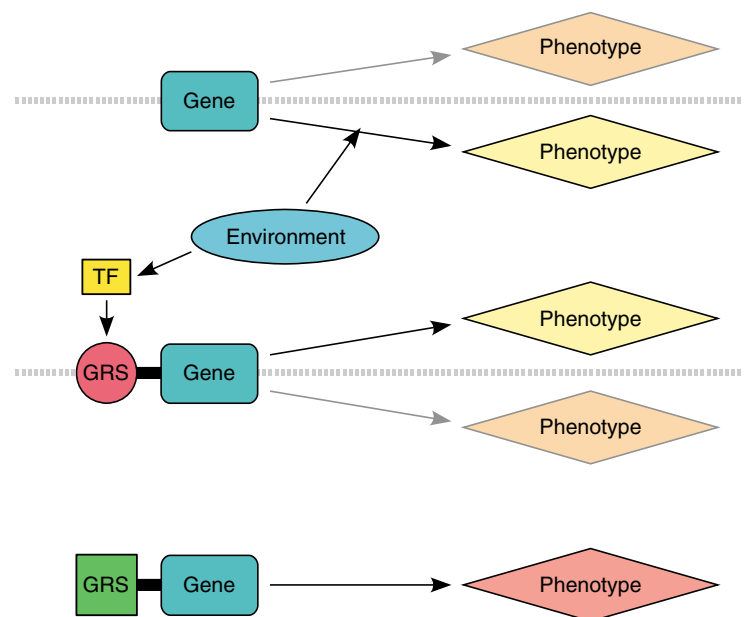 Phenotype
Gene
Phenotype
Environment
TF
Phenotype
GRS
Gene
Phenotype
GRS
Gene
Phenotype